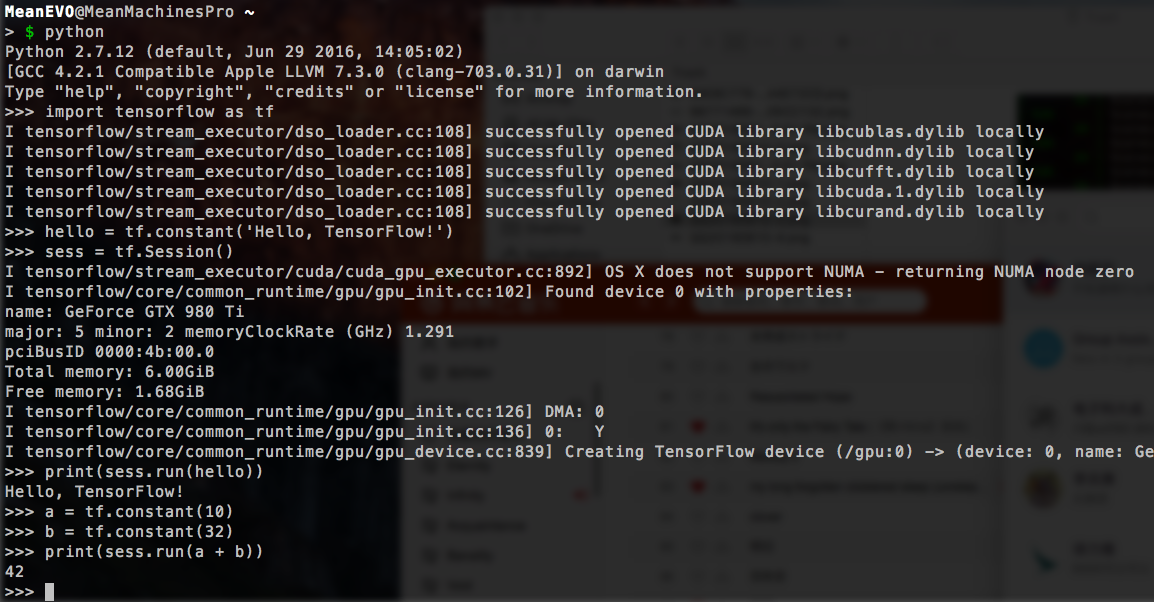 MeanEVO@MeanMachinesPro ~
> $ python
Python 2.7.12 (default, Jun 29 2016, 14:05:02)
[GCC 4.2.1 Compatible Apple LLVM 7.3.0 (clang-703.0.31)] on darwin
Type "help", "copyright", "credits" or "license" for more information.
>>> import tensorflow as tf
I tensorflow/stream_executor/dso_loader.cc:108] successfully opened CUDA library libcublas.dylib locally
I tensorflow/stream_executor/dso_loader.cc:108] successfully opened CUDA library libcudnn.dylib locally
I tensorflow/stream_executor/dso_loader.cc:108] successfully opened CUDA library libcufft.dylib locally
I tensorflow/stream_executor/dso_loader.cc:108] successfully opened CUDA library libcuda.1.dylib locally
I tensorflow/stream_executor/dso_loader.cc:108] successfully opened CUDA library libcurand.dylib locally
>>> hello = tf.constant('Hello, TensorFlow!')
>>> sess = tf.Session()
I tensorflow/stream_executor/cuda/cuda_gpu_executor.cc:892] OS X does not support NUMA - returning NUMA node zero
I tensorflow/core/common_runtime/gpu/gpu_init.cc:102] Found device 0 with properties:
name: GeForce GTX 980 Ti
major: 5 minor: 2 memoryClockRate (GHz) 1.291
pciBusID 0000:4b:00.0
Total memory: 6.00GiB
Free memory: 1.68GiB
I tensorflow/core/common_runtime/gpu/gpu_init.cc:126] DMA: 0
I tensorflow/core/common_runtime/gpu/gpu_init.cc:136] 0:   Y
I tensorflow/core/common_runtime/gpu/gpu_device.cc:839] Creating TensorFlow device (/gpu:0) -> (device: 0, name: Ge
>>> print(sess.run(hello))
Hello, TensorFlow!
>>> a = tf.constant(10)
>>> b = tf.constant(32)
>>> print(sess.run(a + b))
42
>>>